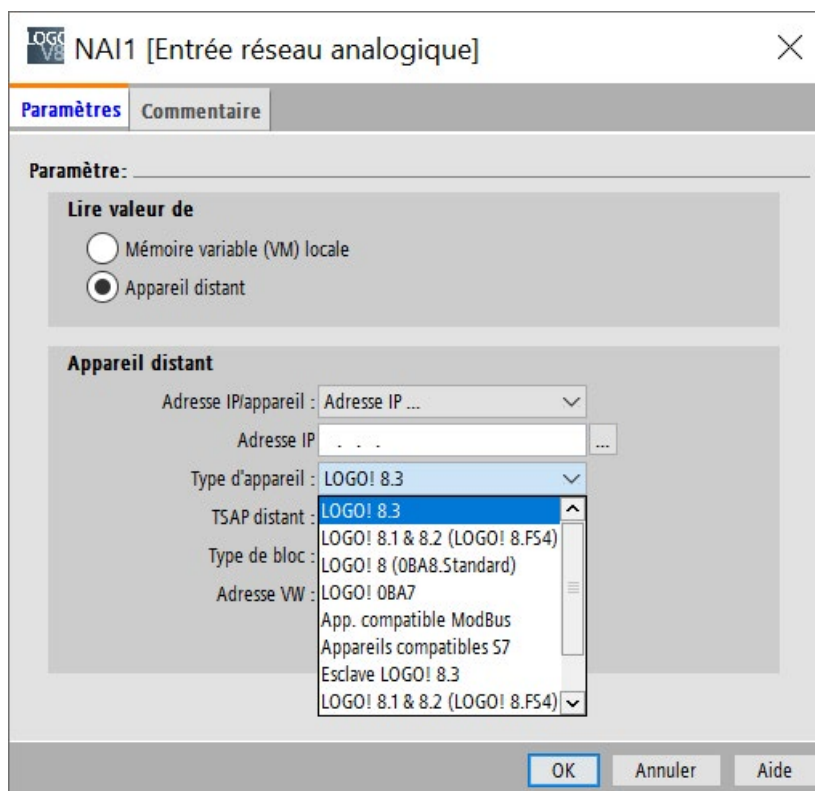 LOGO V8 NAI1 [Entrée réseau analogique]
Paramètres Commentaire
Paramètre:
Lire valeur de
Mémoire variable (VM) locale
Appareil distant
Appareil distant
Adresse IP/appareil : Adresse IP ...
Adresse IP . . . ...
Type d'appareil : LOGO! 8.3
TSAP distant : LOGO! 8.3
LOGO! 8.1 & 8.2 (LOGO! 8.FS4)
Type de bloc : LOGO! 8 (0BA8.Standard)
Adresse VW : LOGO! 0BA7
App. compatible ModBus
Appareils compatibles S7
Esclave LOGO! 8.3
LOGO! 8.1 & 8.2 (LOGO! 8.FS4)
OK Annuler Aide